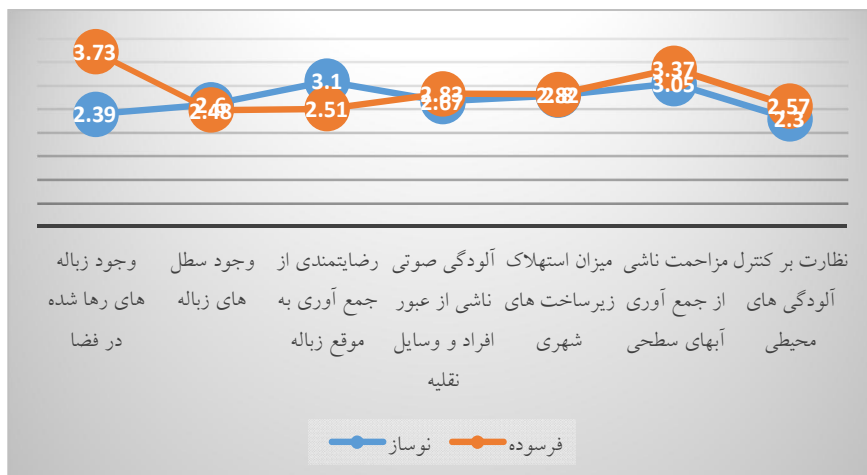 3.73
2.39
2.6
2.48
3.1
2.51
2.83
2.67
2.82
3.37
3.05
2.57
2.3
وجود زباله
های رها شده
در فضا
وجود سطل
های زباله
رضایتمندی از
جمع آوری به
موقع زباله
آلودگی صوتی
ناشی از عبور
افراد و وسایل
نقلیه
میزان استهلاک
زیرساخت های
شهری
مزاحمت ناشی
از جمع آوری
آبهای سطحی
نظارت بر کنترل
آلودگی های
محیطی
نوساز
فرسوده